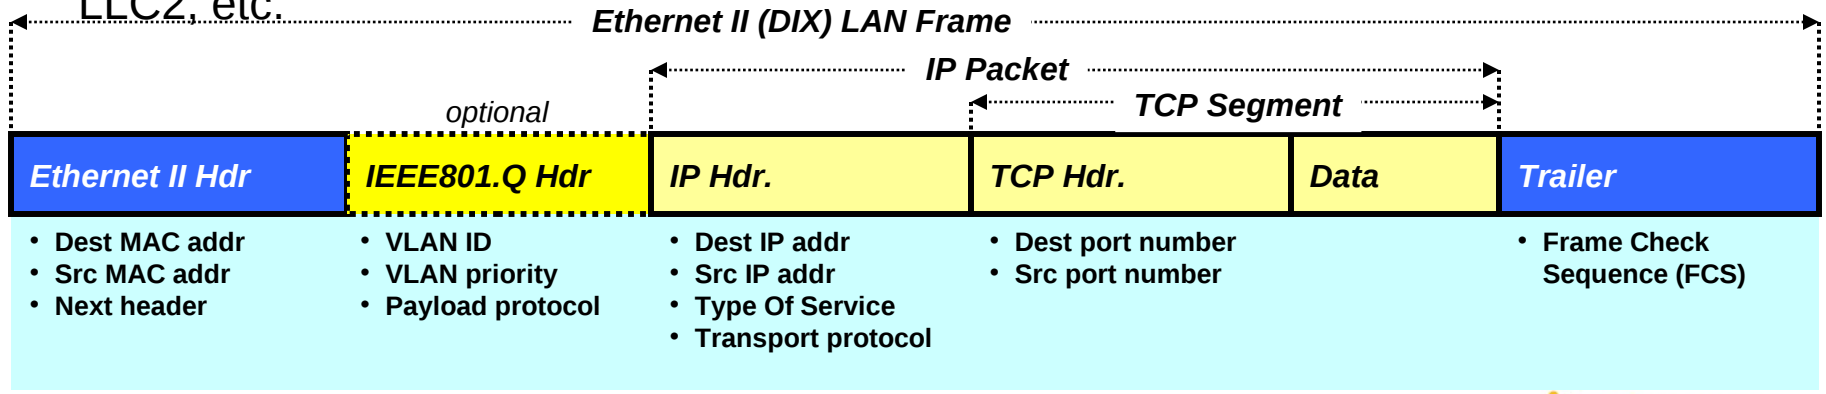 LLC2, etc.
Ethernet II (DIX) LAN Frame
IP Packet
optional
TCP Segment
Ethernet II Hdr
IEEE801.Q Hdr
IP Hdr.
TCP Hdr.
Data
Trailer
• Dest MAC addr
• Src MAC addr
• Next header
• VLAN ID
• VLAN priority
• Payload protocol
• Dest IP addr
• Src IP addr
• Type Of Service
• Transport protocol
• Dest port number
• Src port number
• Frame Check
Sequence (FCS)